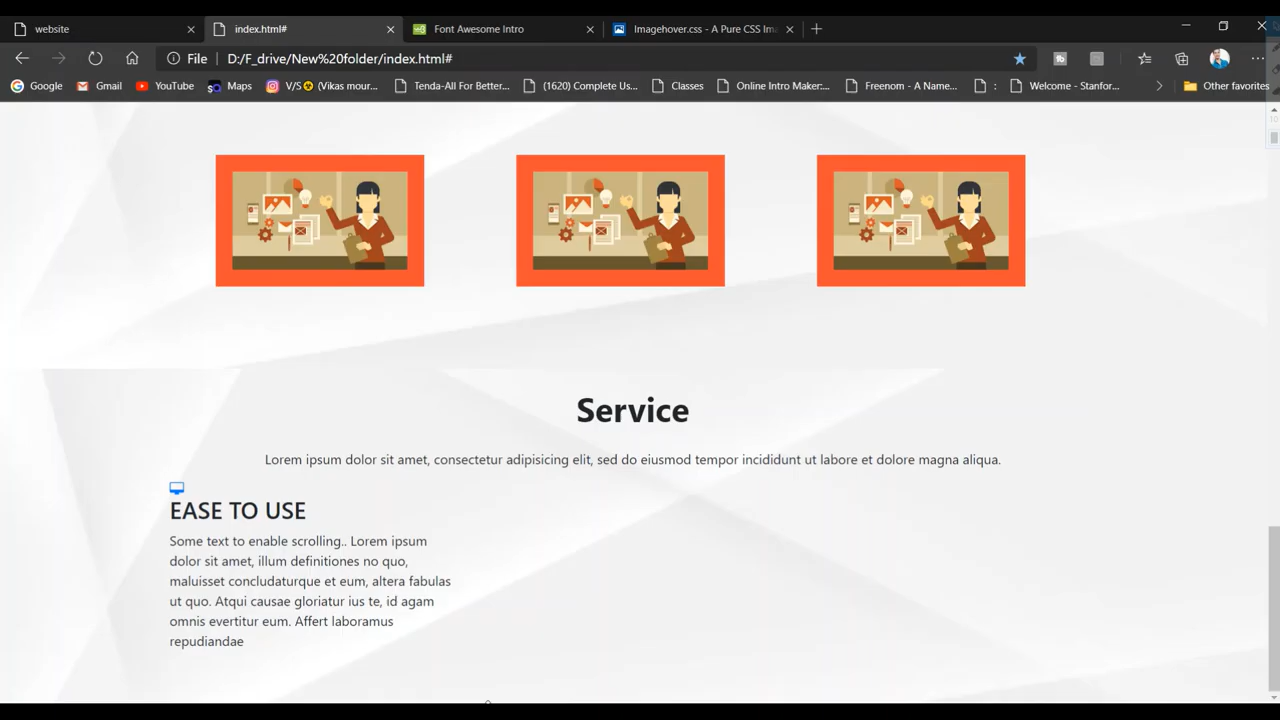 website
index.html#
Font Awesome Intro
Imagehover.css - A Pure CSS Im
File
D:/F_drive/New%20folder/index.html#
Google
Gmail
YouTube
Maps
V/S (Vikas mour...
Tenda-All For Better...
(1620) Complete Us...
Classes
Online Intro Maker:...
Freenom - A Name...
:
Welcome - Stanfor...
Other favorites
Service
Lorem ipsum dolor sit amet, consectetur adipisicing elit, sed do eiusmod tempor incididunt ut labore et dolore magna aliqua.
EASE TO USE
Some text to enable scrolling.. Lorem ipsum
dolor sit amet, illum definitiones no quo,
maluisset concludaturque et eum, altera fabulas
ut quo. Atqui causae gloriatur ius te, id agam
omnis evertitur eum. Affert laboramus
repudiandae